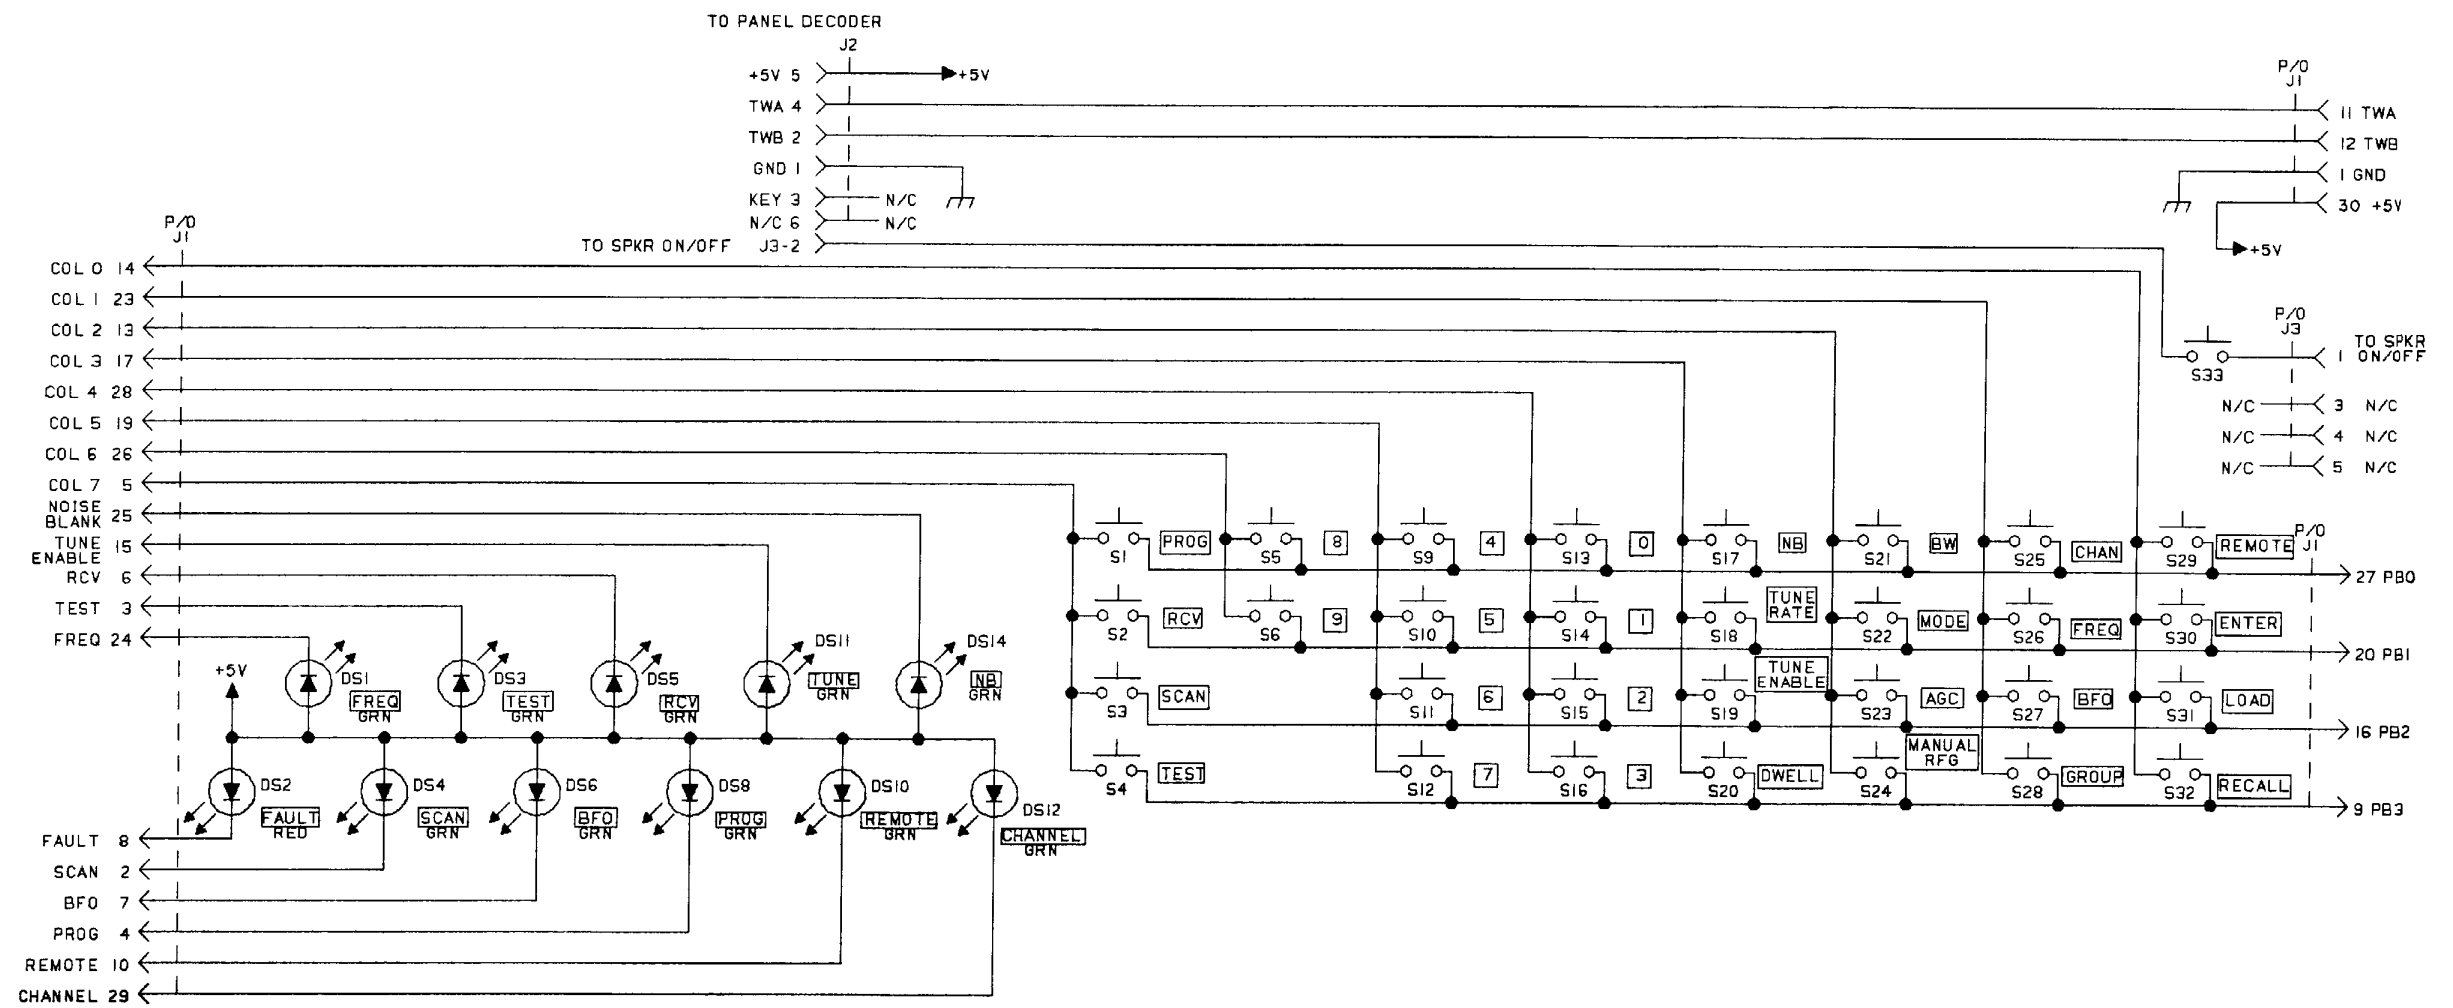 TO PANEL DECODER
J2
+5V 5
+5V
TWA 4
TWB 2
GND 1
KEY 3
N/C
N/C 6
N/C
TO SPKR ON/OFF J3-2
P/O
J1
11 TWA
12 TWB
1 GND
30 +5V
+5V
P/O
J1
COL 0 14
COL 1 23
COL 2 13
COL 3 17
COL 4 28
COL 5 19
COL 6 26
COL 7 5
NOISE
BLANK 25
TUNE
ENABLE 15
RCV 6
TEST 3
FREQ 24
P/O
J3
TO SPKR
1 ON/OFF
S33
N/C 3 N/C
N/C 4 N/C
N/C 5 N/C
+5V
DS1
FREQ
GRN
DS3
TEST
GRN
DS5
RCV
GRN
DS11
TUNE
GRN
DS14
NB
GRN
DS2
FAULT
RED
DS4
SCAN
GRN
DS6
BFO
GRN
DS8
PROG
GRN
DS10
REMOTE
GRN
DS12
CHANNEL
GRN
FAULT 8
SCAN 2
BFO 7
PROG 4
REMOTE 10
CHANNEL 29
S1 PROG
S5 8
S9 4
S13 0
S17 NB
S21 BW
S25 CHAN
S29 REMOTE
P/O
J1
27 PB0
S2 RCV
S6 9
S10 5
S14 1
S18 TUNE
RATE
S22 MODE
S26 FREQ
S30 ENTER
20 PB1
S3 SCAN
S11 6
S15 2
S19 TUNE
ENABLE
S23 AGC
S27 BFO
S31 LOAD
16 PB2
S4 TEST
S12 7
S16 3
S20 DWELL
S24 MANUAL
RFG
S28 GROUP
S32 RECALL
9 PB3